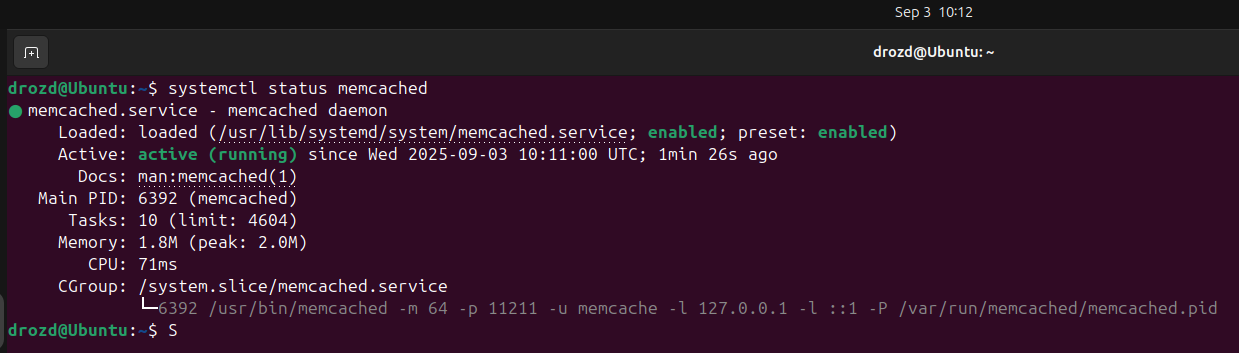 Sep 3 10:12
drozd@Ubuntu: ~
drozd@Ubuntu:~$ systemctl status memcached
● memcached.service - memcached daemon
     Loaded: loaded (/usr/lib/systemd/system/memcached.service; enabled; preset: enabled)
     Active: active (running) since Wed 2025-09-03 10:11:00 UTC; 1min 26s ago
       Docs: man:memcached(1)
   Main PID: 6392 (memcached)
      Tasks: 10 (limit: 4604)
     Memory: 1.8M (peak: 2.0M)
        CPU: 71ms
     CGroup: /system.slice/memcached.service
             └─6392 /usr/bin/memcached -m 64 -p 11211 -u memcache -l 127.0.0.1 -l ::1 -P /var/run/memcached/memcached.pid
drozd@Ubuntu:~$ S